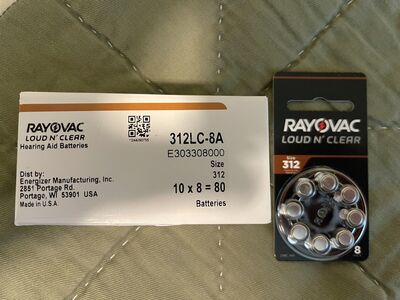 RAYOVAC
LOUD N' CLEAR
Hearing Aid Batteries
312LC-8A
E303308000
Size
312
10 x 8 = 80
Batteries
Dist by:
Energizer Manufacturing, Inc.
2851 Portage Rd.
Portage, WI 53901 USA
Made in U.S.A.
RAYOVAC
LOUD N' CLEAR
Size
312
8